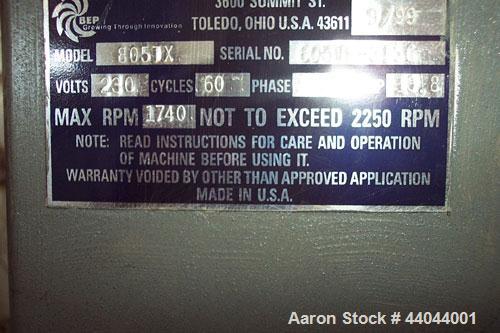 BEP
Growing Through Innovation
3600 SUMMIT ST.
TOLEDO, OHIO U.S.A. 43611
MODEL SERIAL NO.
VOLTS 230 CYCLES 60 PHASE
MAX RPM 1740 NOT TO EXCEED 2250 RPM
NOTE: READ INSTRUCTIONS FOR CARE AND OPERATION
OF MACHINE BEFORE USING IT.
WARRANTY VOIDED BY OTHER THAN APPROVED APPLICATION
MADE IN U.S.A.
Aaron Stock # 44044001